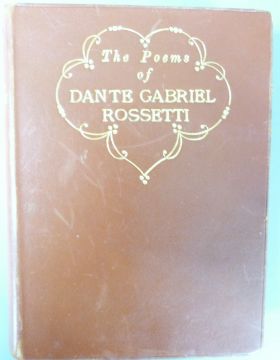 The Poems
of
DANTE GABRIEL
ROSSETTI